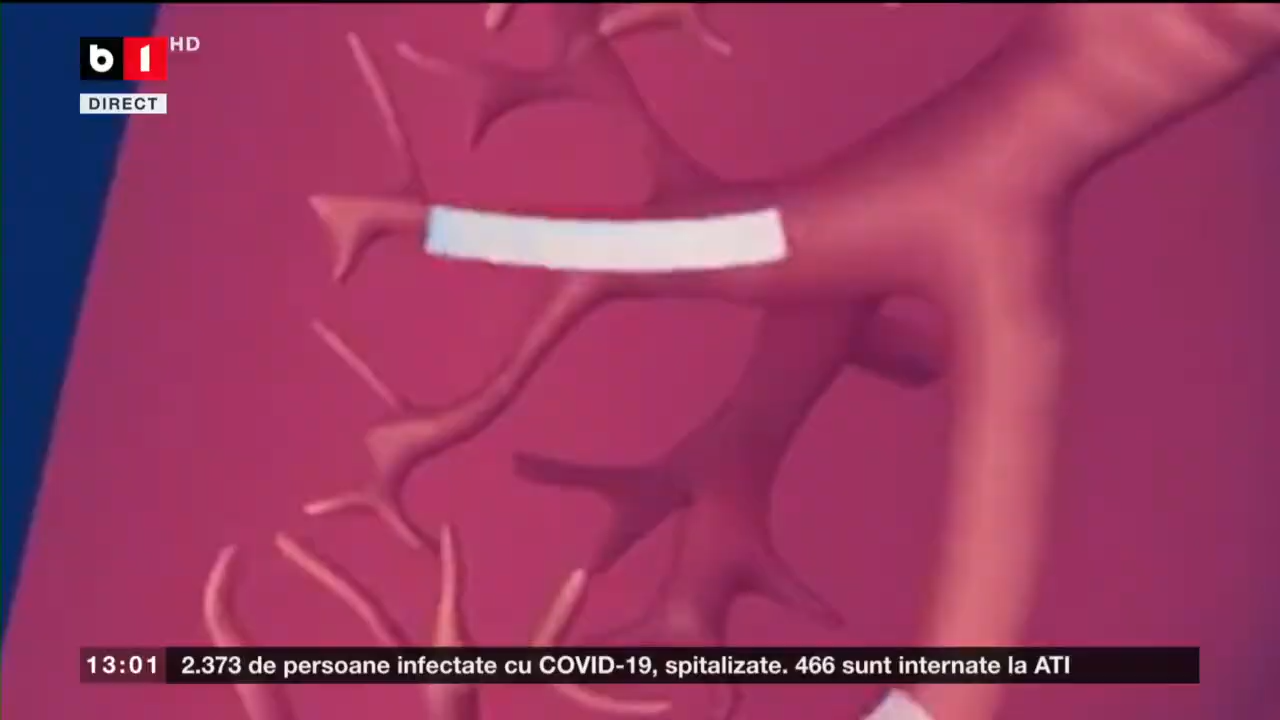 b1 HD
DIRECT
13:01 2.373 de persoane infectate cu COVID-19, spitalizate. 466 sunt internate la ATI